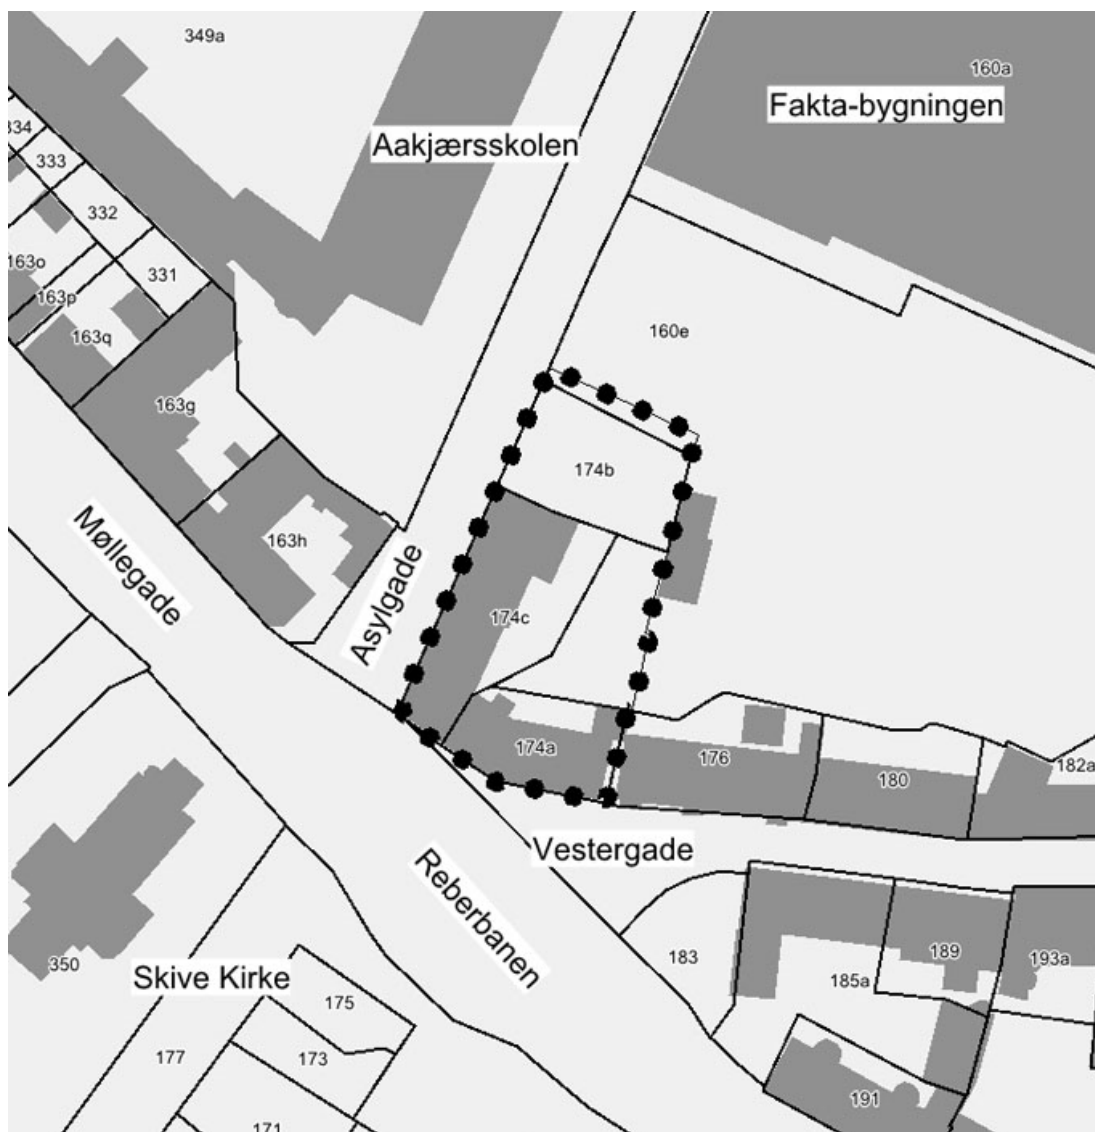 349a
160a
Fakta-bygningen
Aakjærsskolen
334
333
332
331
163o
163p
163q
160e
163g
174b
Møllegade
163h
Asylgade
174c
174a
176
180
182a
Vestergade
Reberbanen
350
Skive Kirke
183
189
193a
185a
175
177
173
191
171